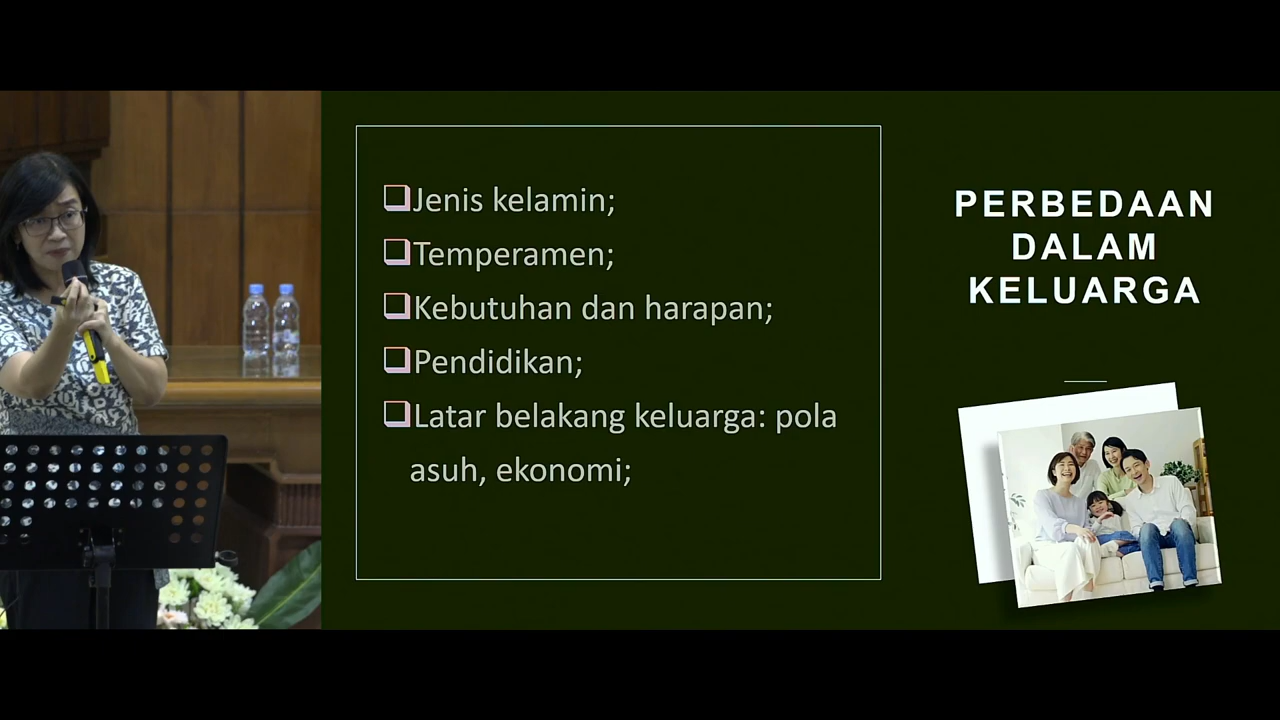 Jenis kelamin;
Temperamen;
Kebutuhan dan harapan;
Pendidikan;
Latar belakang keluarga: pola
asuh, ekonomi;
PERBEDAAN
DALAM
KELUARGA